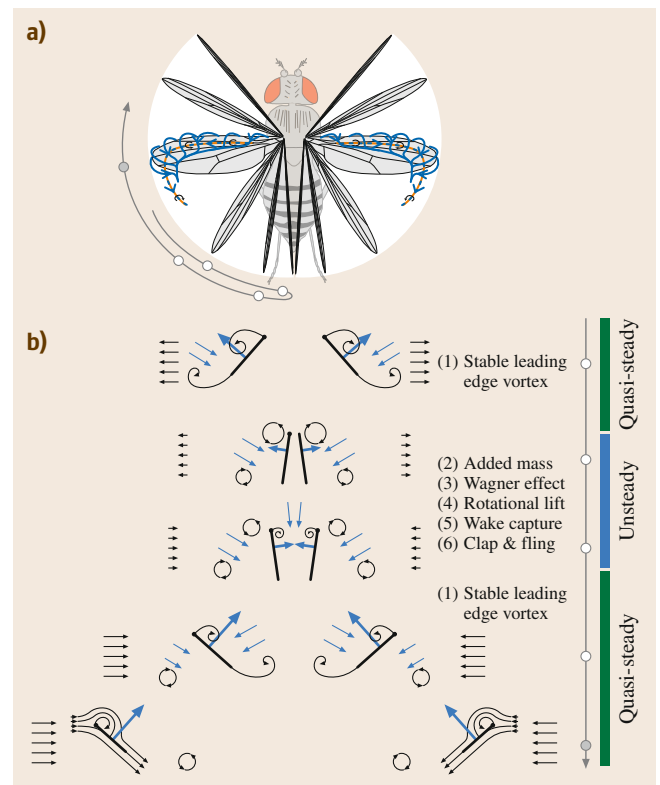 a)
b)
(1) Stable leading
edge vortex
(2) Added mass
(3) Wagner effect
(4) Rotational lift
(5) Wake capture
(6) Clap & fling
(1) Stable leading
edge vortex
Quasi-steady
Unsteady
Quasi-steady